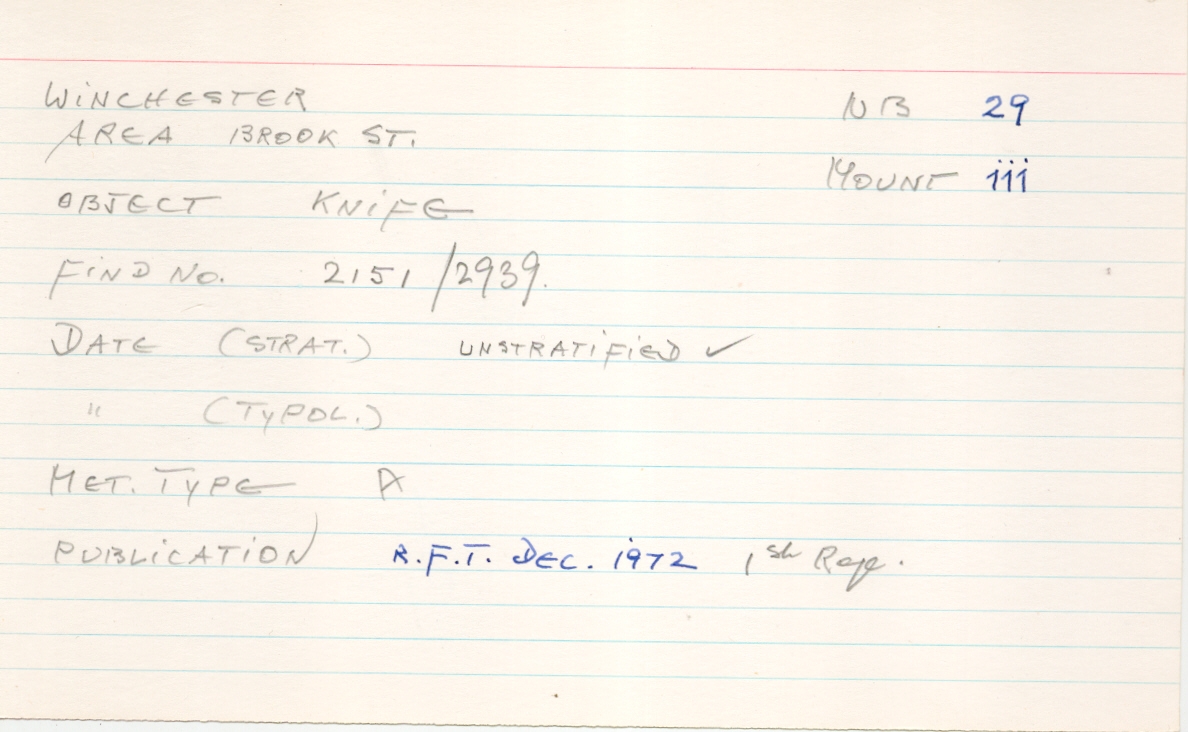 WINCHESTER NB 29
AREA BROOK ST.
MOUNT iii
OBJECT KNIFE
FIND No. 2151 /2939.
DATE (STRAT.) UNSTRATIFIED ✓
" (TYPOL.)
MET. TYPE A
PUBLICATION R.F.T. DEC. 1972 1st